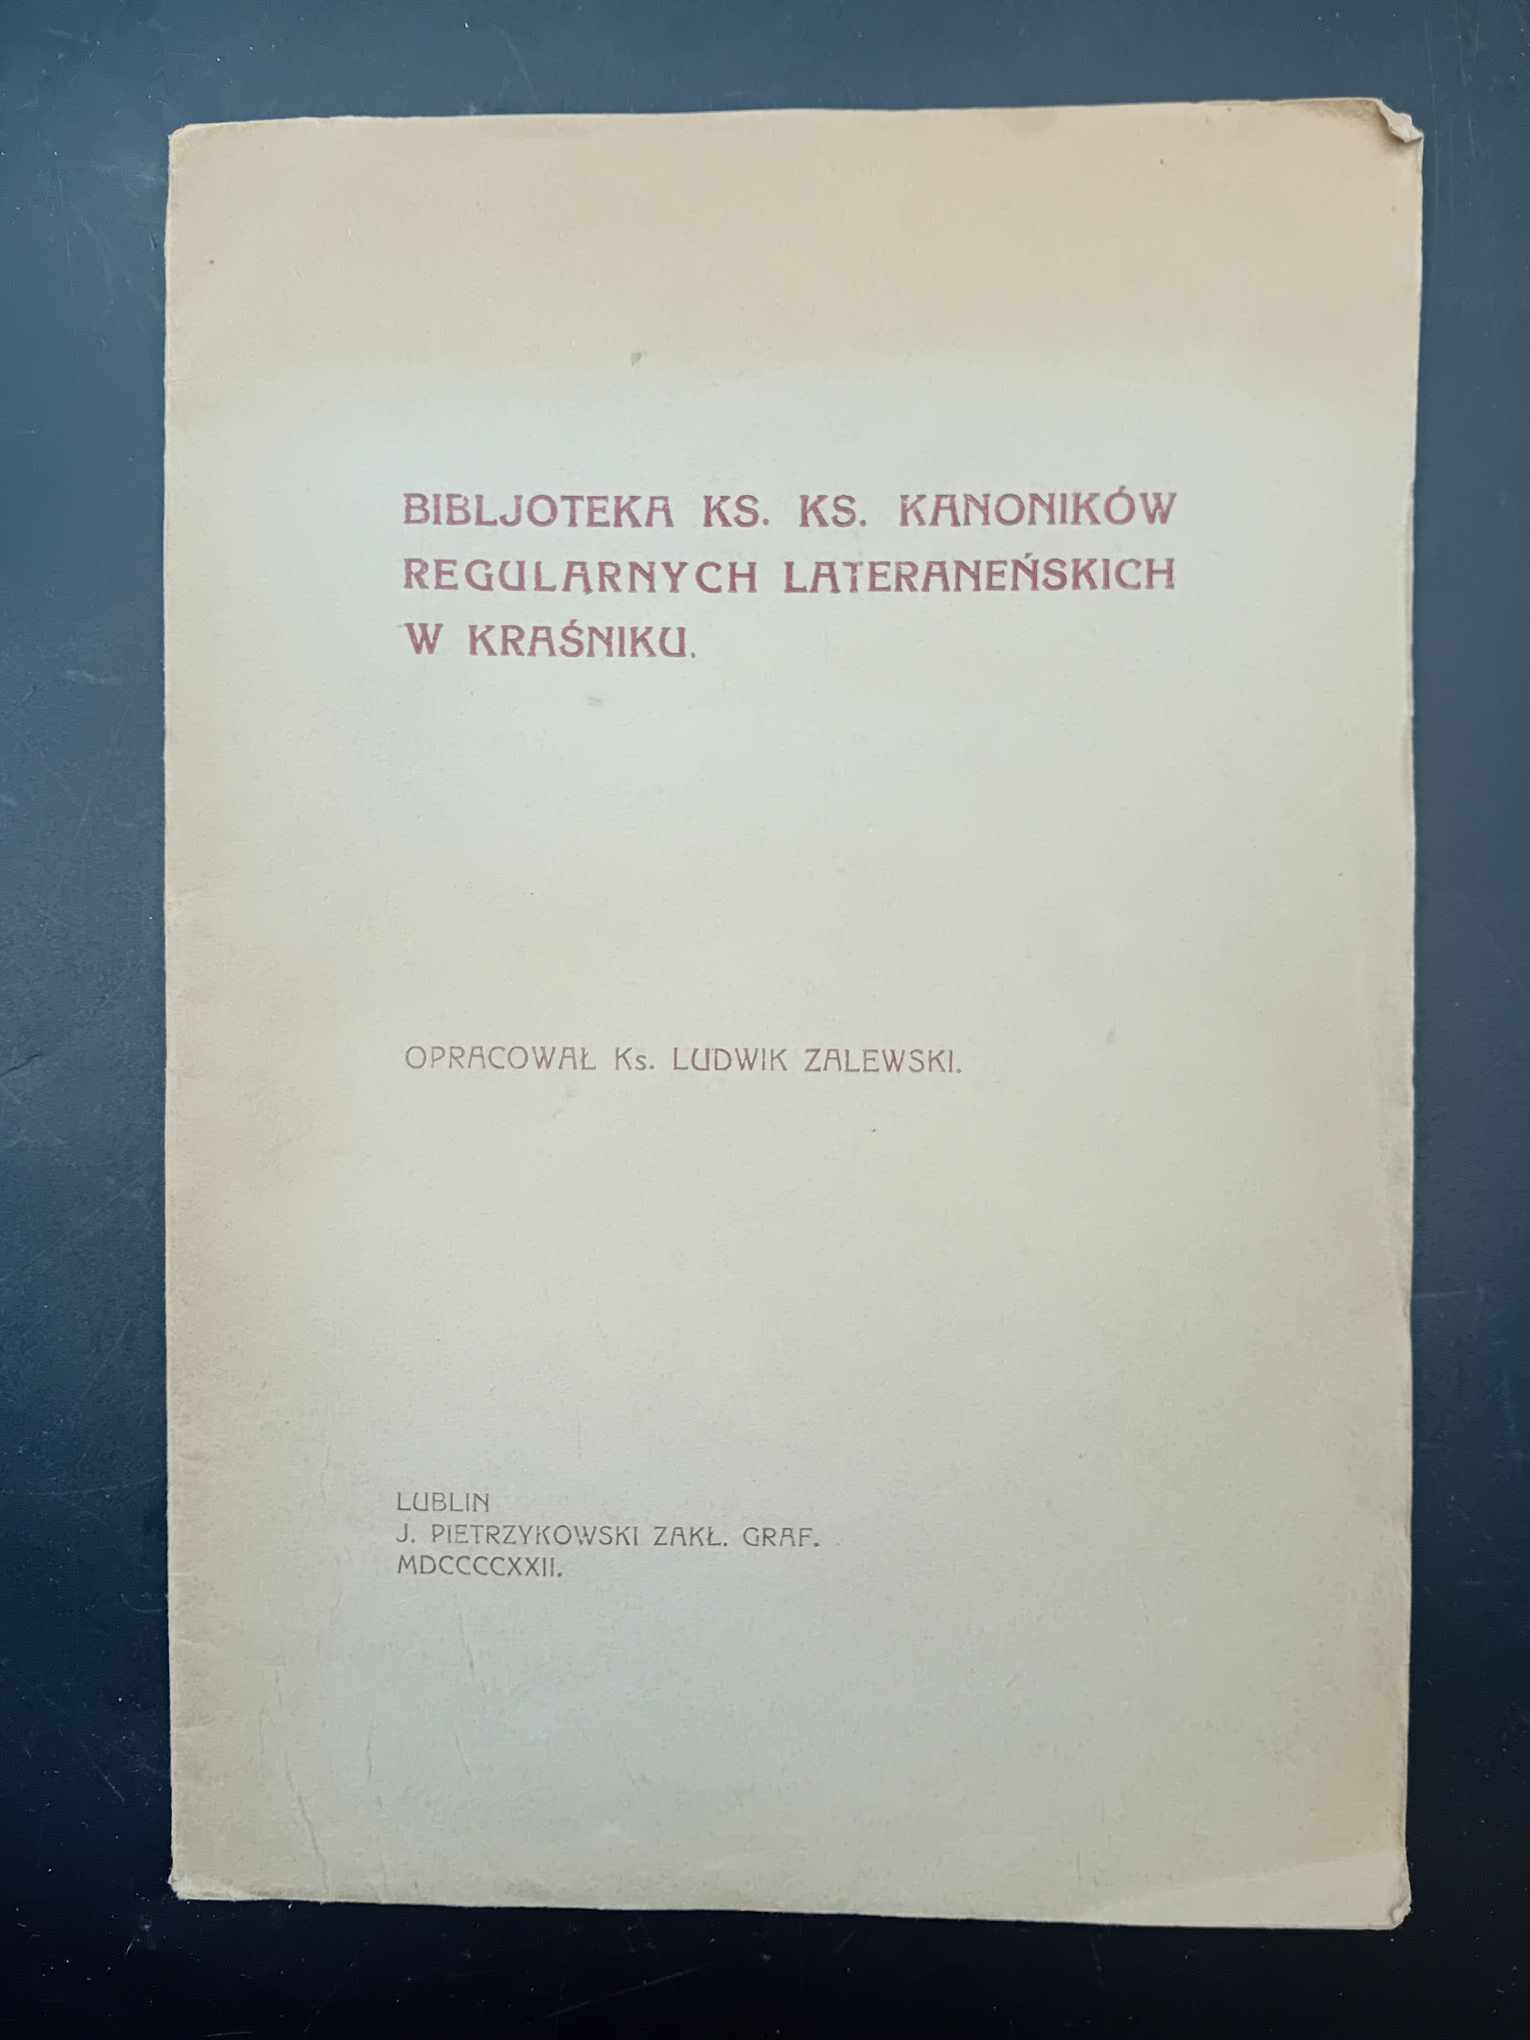 BIBLJOTEKA KS. KS. KANONIKÓW
REGULARNYCH LATERANEŃSKICH
W KRAŚNIKU.
OPRACOWAŁ Ks. LUDWIK ZALEWSKI.
LUBLIN
J. PIETRZYKOWSKI ZAKŁ. GRAF.
MDCCCCXXII.